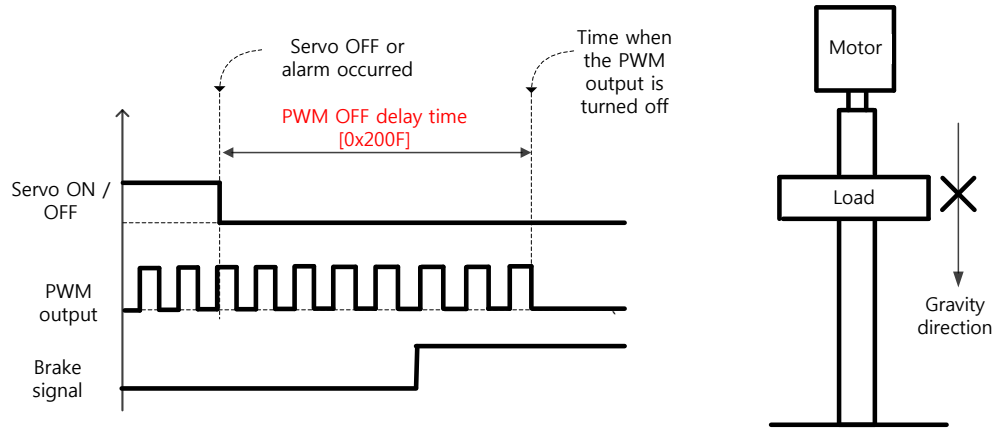 Servo OFF or
alarm occurred
Time when
the PWM
output is
turned off
PWM OFF delay time
[0x200F]
Servo ON /
OFF
PWM
output
Brake
signal
Motor
Load
Gravity
direction